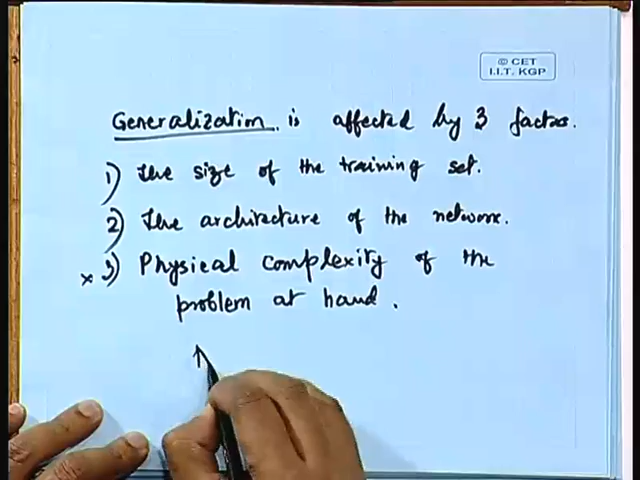 © CET
I.I.T. KGP
Generalization is affected by 3 factors.
1) The size of the training set.
2) The architecture of the network.
x 3) Physical complexity of the
problem at hand.